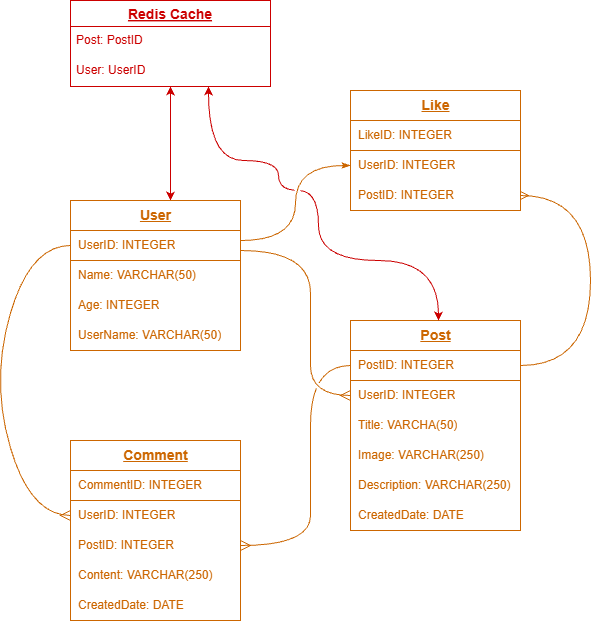 Redis Cache
Post: PostID
User: UserID
Like
LikeID: INTEGER
UserID: INTEGER
PostID: INTEGER
User
UserID: INTEGER
Name: VARCHAR(50)
Age: INTEGER
UserName: VARCHAR(50)
Post
PostID: INTEGER
UserID: INTEGER
Title: VARCHA(50)
Image: VARCHAR(250)
Description: VARCHAR(250)
CreatedDate: DATE
Comment
CommentID: INTEGER
UserID: INTEGER
PostID: INTEGER
Content: VARCHAR(250)
CreatedDate: DATE